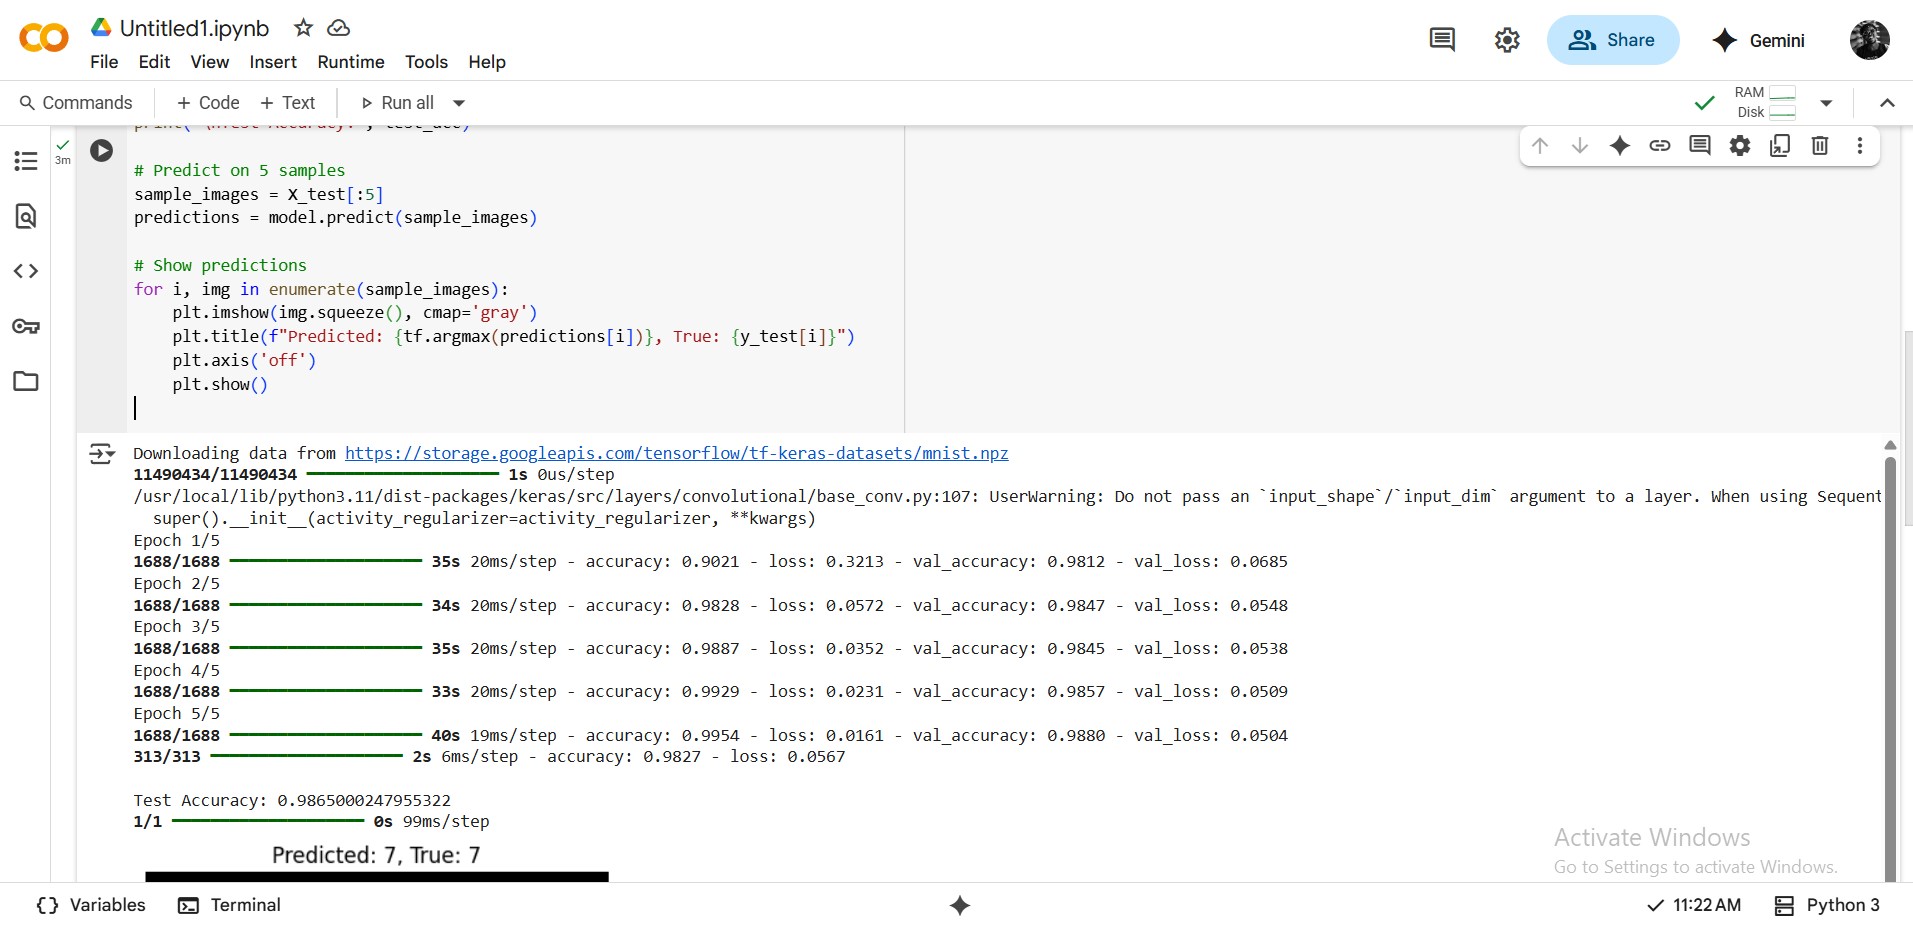 Untitled1.ipynb
File Edit View Insert Runtime Tools Help
Share
Gemini
Commands + Code + Text Run all
RAM
Disk
3m
print("\nTest Accuracy:", test_acc)
# Predict on 5 samples
sample_images = X_test[:5]
predictions = model.predict(sample_images)
# Show predictions
for i, img in enumerate(sample_images):
    plt.imshow(img.squeeze(), cmap='gray')
    plt.title(f"Predicted: {tf.argmax(predictions[i])}, True: {y_test[i]}")
    plt.axis('off')
    plt.show()
Downloading data from https://storage.googleapis.com/tensorflow/tf-keras-datasets/mnist.npz
11490434/11490434 1s 0us/step
/usr/local/lib/python3.11/dist-packages/keras/src/layers/convolutional/base_conv.py:107: UserWarning: Do not pass an `input_shape`/`input_dim` argument to a layer. When using Sequent
  super().__init__(activity_regularizer=activity_regularizer, **kwargs)
Epoch 1/5
1688/1688 35s 20ms/step - accuracy: 0.9021 - loss: 0.3213 - val_accuracy: 0.9812 - val_loss: 0.0685
Epoch 2/5
1688/1688 34s 20ms/step - accuracy: 0.9828 - loss: 0.0572 - val_accuracy: 0.9847 - val_loss: 0.0548
Epoch 3/5
1688/1688 35s 20ms/step - accuracy: 0.9887 - loss: 0.0352 - val_accuracy: 0.9845 - val_loss: 0.0538
Epoch 4/5
1688/1688 33s 20ms/step - accuracy: 0.9929 - loss: 0.0231 - val_accuracy: 0.9857 - val_loss: 0.0509
Epoch 5/5
1688/1688 40s 19ms/step - accuracy: 0.9954 - loss: 0.0161 - val_accuracy: 0.9880 - val_loss: 0.0504
313/313 2s 6ms/step - accuracy: 0.9827 - loss: 0.0567
Test Accuracy: 0.9865000247955322
1/1 0s 99ms/step
Predicted: 7, True: 7
Activate Windows
Go to Settings to activate Windows.
Variables Terminal
11:22 AM Python 3